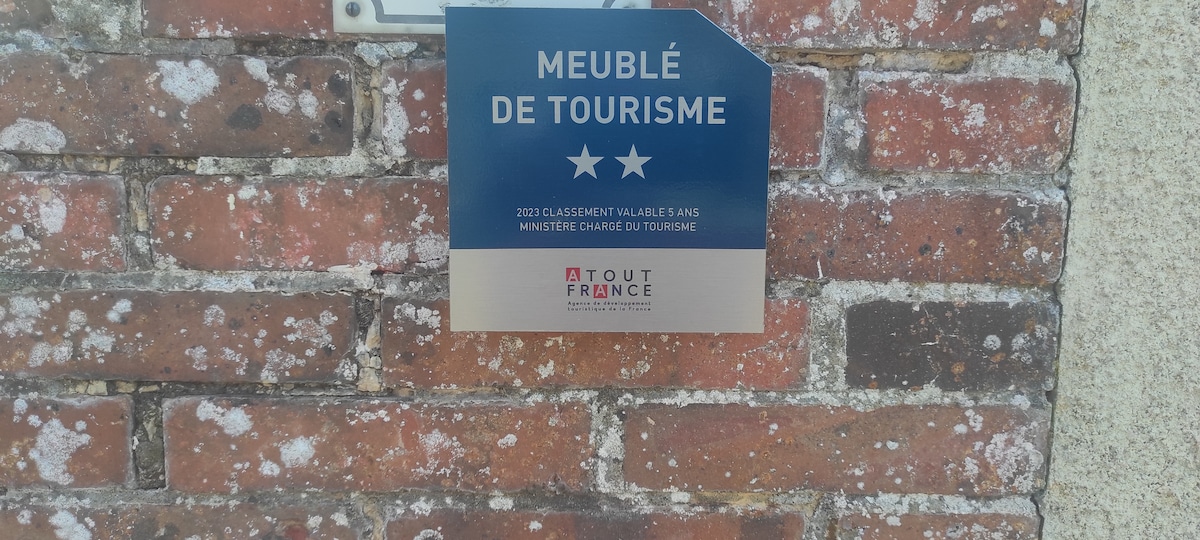 MEUBLÉ
DE TOURISME
2023 CLASSEMENT VALABLE 5 ANS
MINISTÈRE CHARGÉ DU TOURISME
ATOUT
FRANCE
Agence de développement
touristique de la France